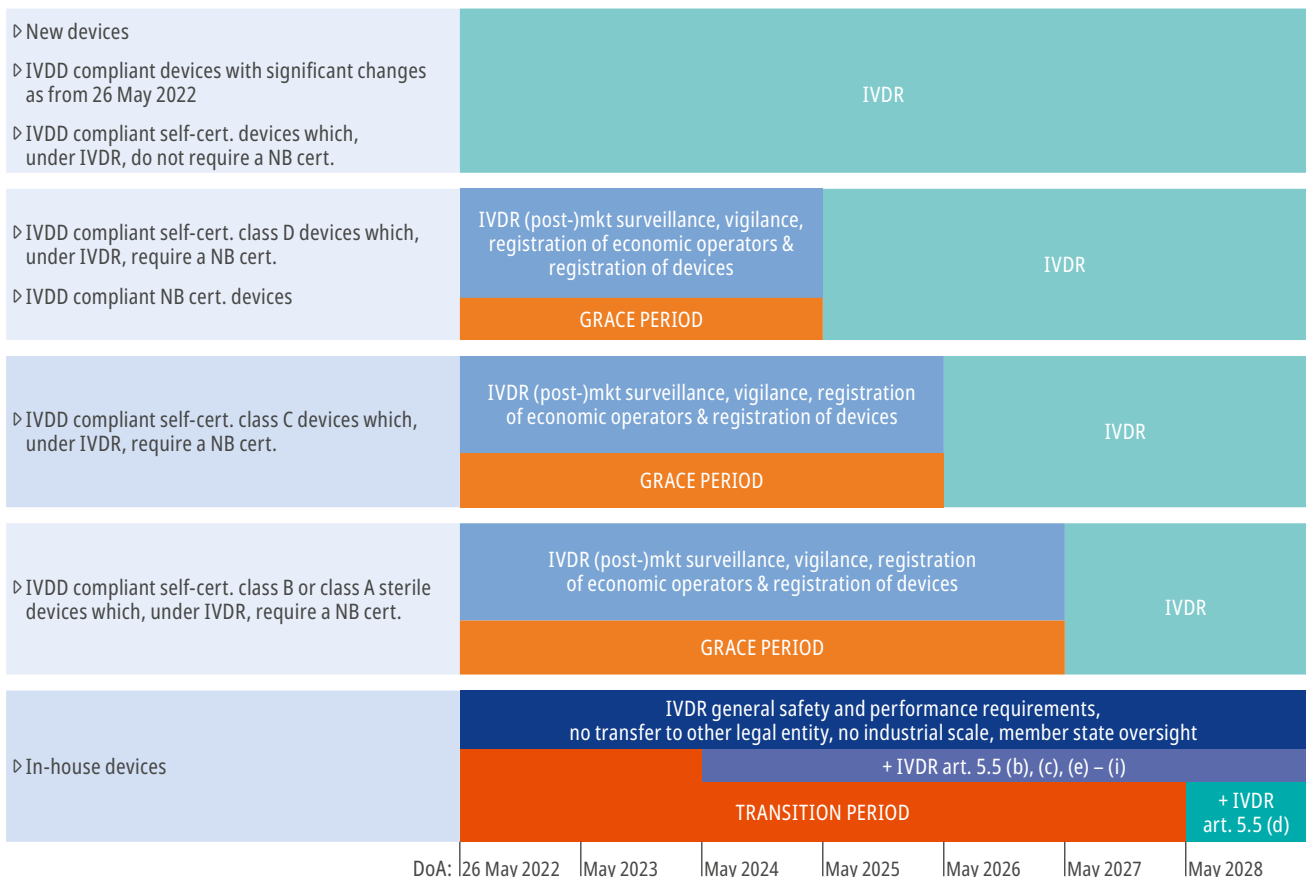 ▷ New devices
▷ IVDD compliant devices with significant changes
as from 26 May 2022
▷ IVDD compliant self-cert. devices which,
under IVDR, do not require a NB cert.
IVDR
▷ IVDD compliant self-cert. class D devices which,
under IVDR, require a NB cert.
▷ IVDD compliant NB cert. devices
IVDR (post-)mkt surveillance, vigilance,
registration of economic operators &
registration of devices
GRACE PERIOD
IVDR
▷ IVDD compliant self-cert. class C devices which,
under IVDR, require a NB cert.
IVDR (post-)mkt surveillance, vigilance, registration
of economic operators & registration of devices
GRACE PERIOD
IVDR
▷ IVDD compliant self-cert. class B or class A sterile
devices which, under IVDR, require a NB cert.
IVDR (post-)mkt surveillance, vigilance, registration
of economic operators & registration of devices
GRACE PERIOD
IVDR
▷ In-house devices
IVDR general safety and performance requirements,
no transfer to other legal entity, no industrial scale, member state oversight
+ IVDR art. 5.5 (b), (c), (e) – (i)
TRANSITION PERIOD
+ IVDR
art. 5.5 (d)
DoA: 26 May 2022 May 2023 May 2024 May 2025 May 2026 May 2027 May 2028